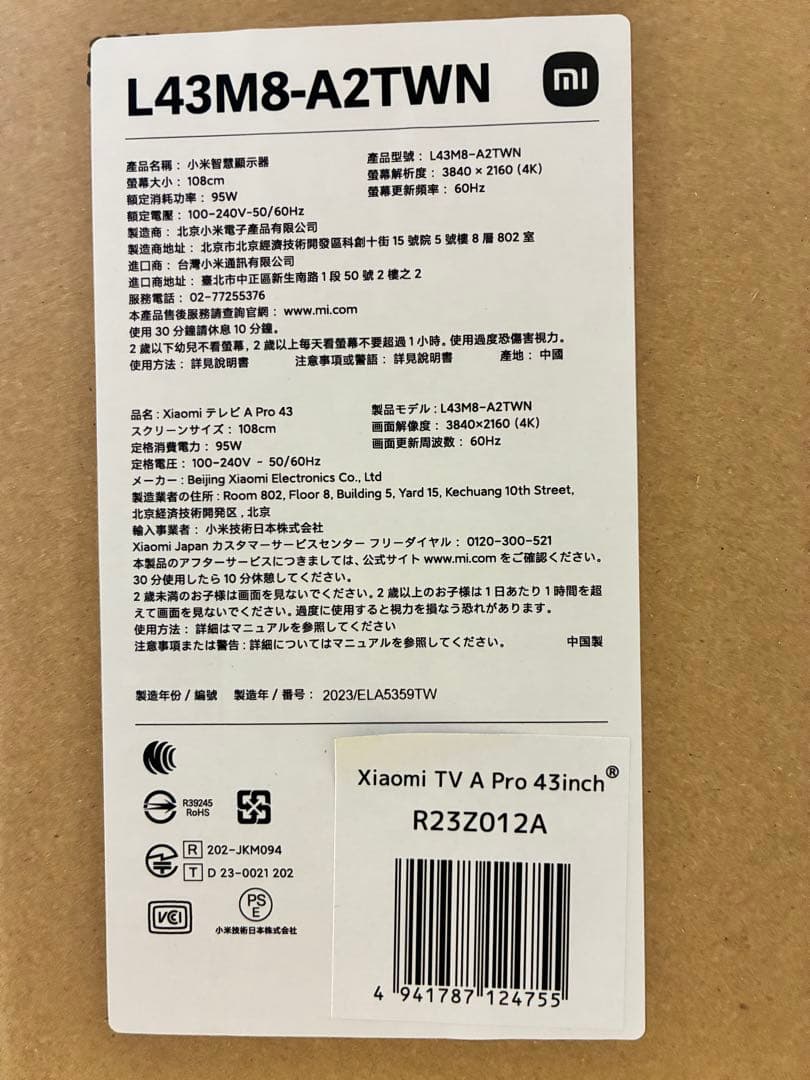 L43M8-A2TWN
mi
產品名稱：小米智慧顯示器
產品型號：L43M8-A2TWN
螢幕大小：108cm
螢幕解析度：3840 × 2160 (4K)
額定消耗功率：95W
螢幕更新頻率：60Hz
額定電壓：100-240V~50/60Hz
製造商：北京小米電子產品有限公司
製造商地址：北京市北京經濟技術開發區科創十街 15 號院 5 號樓 8 層 802 室
進口商：台灣小米通訊有限公司
進口商地址：臺北市中正區新生南路 1 段 50 號 2 樓之 2
服務電話：02-77255376
本產品售後服務請查詢官網：www.mi.com
使用 30 分鐘請休息 10 分鐘。
2 歲以下幼兒不看螢幕，2 歲以上每天看螢幕不要超過 1 小時。使用過度恐傷害視力。
使用方法：詳見說明書 注意事項或警語：詳見說明書 產地：中國
品名：Xiaomi テレビ A Pro 43
製品モデル：L43M8-A2TWN
スクリーンサイズ：108cm
画面解像度：3840×2160 (4K)
定格消費電力：95W
画面更新周波数：60Hz
定格電圧：100-240V ~ 50/60Hz
メーカー：Beijing Xiaomi Electronics Co., Ltd
製造業者の住所：Room 802, Floor 8, Building 5, Yard 15, Kechuang 10th Street,
北京経済技術開発区，北京
輸入事業者：小米技術日本株式会社
Xiaomi Japan カスタマーサービスセンター フリーダイヤル：0120-300-521
本製品のアフターサービスにつきましては、公式サイト www.mi.com をご確認ください。
30 分使用したら 10 分休憩してください。
2 歳未満のお子様は画面を見ないでください。2 歳以上のお子様は 1 日あたり 1 時間を超
えて画面を見ないでください。過度に使用すると視力を損なう恐れがあります。
使用方法：詳細はマニュアルを参照してください
注意事項または警告：詳細についてはマニュアルを参照してください。 中国製
製造年份 / 編號 製造年 / 番号：2023/ELA5359TW
R39245
RoHS
R 202-JKM094
T D 23-0021 202
VCI
PS
E
小米技術日本株式会社
Xiaomi TV A Pro 43inch®
R23Z012A
4 941787 124755